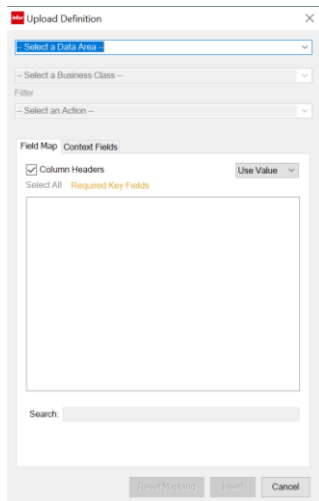 infor Upload Definition
-- Select a Data Area --
-- Select a Business Class --
Filter
-- Select an Action --
Field Map Context Fields
Column Headers Use Value
Select All Required Key Fields
Search:
Reset Mapping Insert Cancel